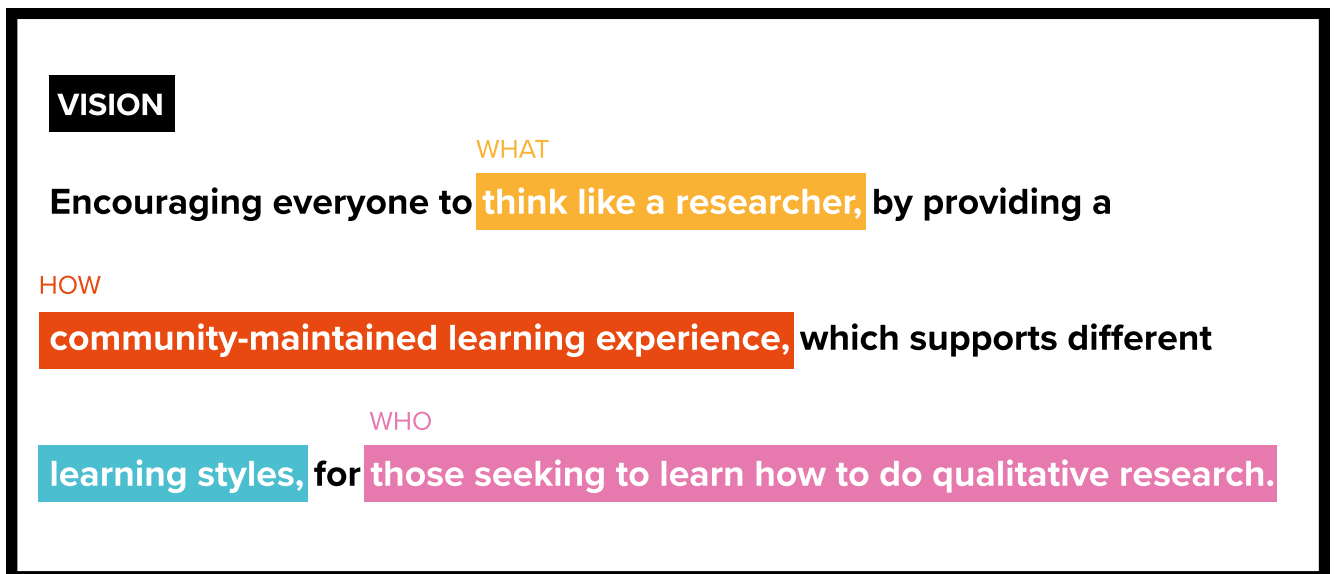 VISION
WHAT
Encouraging everyone to think like a researcher, by providing a
HOW
community-maintained learning experience, which supports different
WHO
learning styles, for those seeking to learn how to do qualitative research.